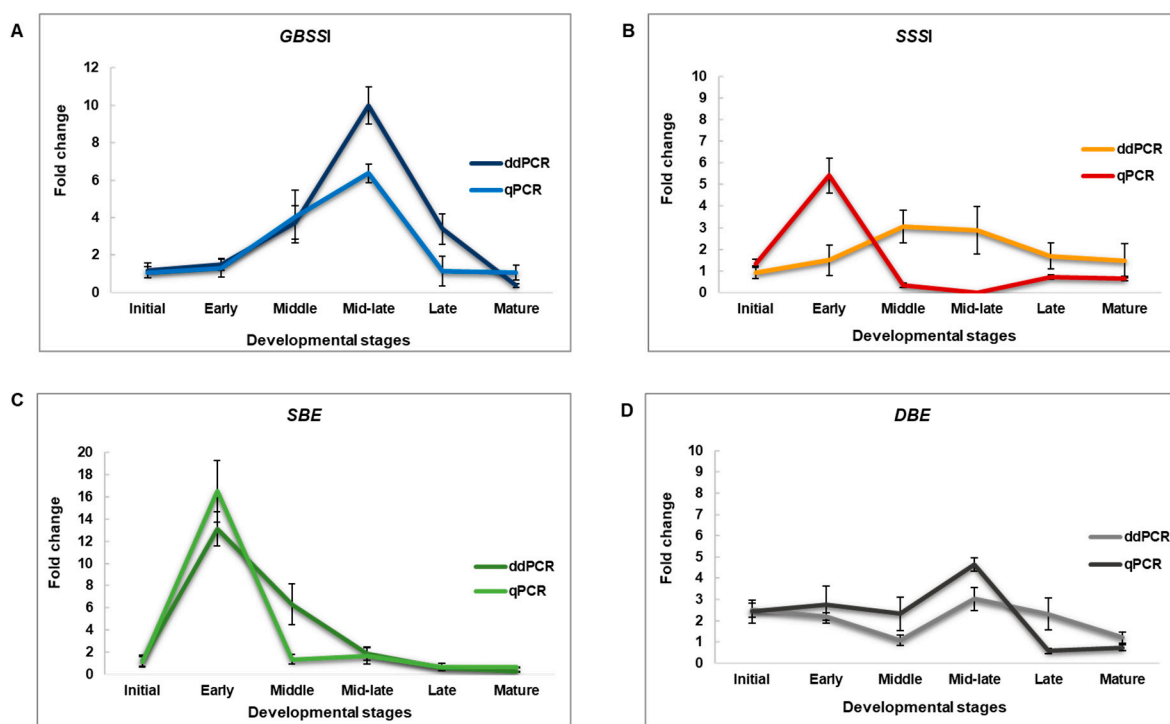 A
GBSSI
12
10
8
6
4
2
0
Fold change
ddPCR
qPCR
Initial Early Middle Mid-late Late Mature
Developmental stages
B
SSSI
10
9
8
7
6
5
4
3
2
1
0
Fold change
ddPCR
qPCR
Initial Early Middle Mid-late Late Mature
Developmental stages
C
SBE
20
18
16
14
12
10
8
6
4
2
0
Fold change
ddPCR
qPCR
Initial Early Middle Mid-late Late Mature
Developmental stages
D
DBE
10
9
8
7
6
5
4
3
2
1
0
Fold change
ddPCR
qPCR
Initial Early Middle Mid-late Late Mature
Developmental stages